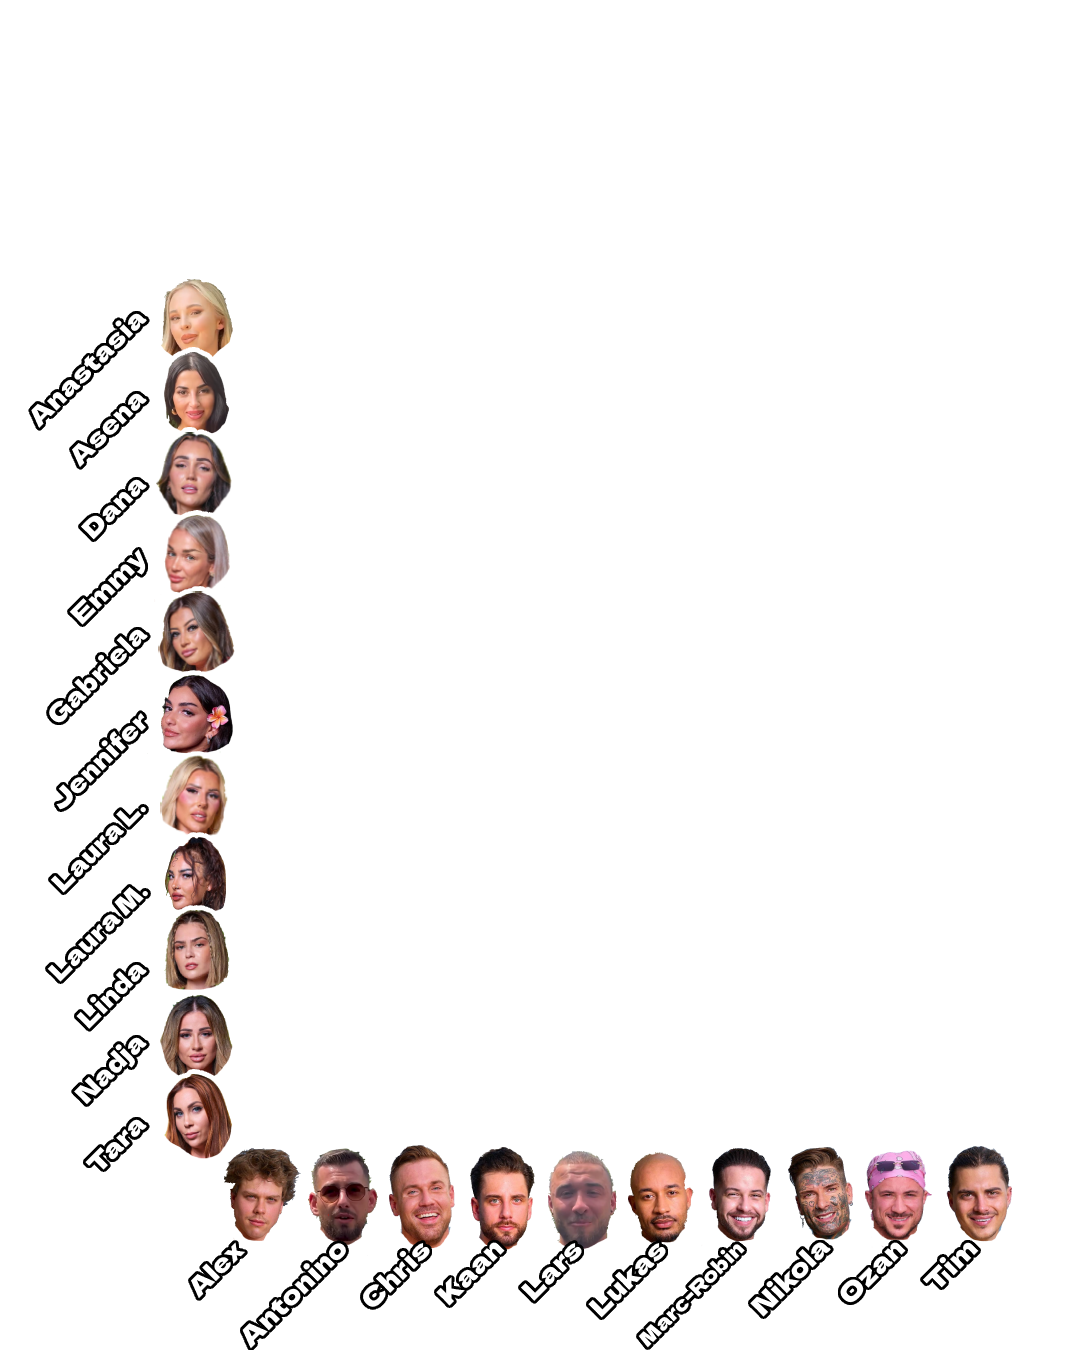 Anastasia
Asena
Dana
Emmy
Gabriela
Jennifer
Laura L.
Laura M.
Linda
Nadja
Tara
Alex
Antonino
Chris
Kaan
Lars
Lukas
Marc-Robin
Nikola
Ozan
Tim